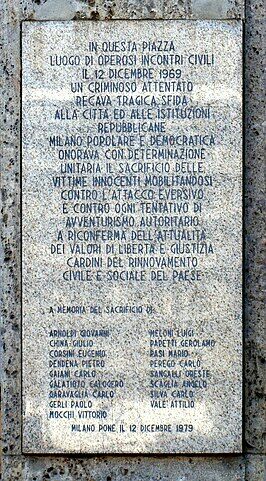 IN QUESTA PIAZZA
LUOGO DI OPEROSI INCONTRI CIVILI
IL 12 DICEMBRE 1969
UN CRIMINOSO ATTENTATO
RECAVA TRAGICA SFIDA
ALLA CITTÀ ED ALLE ISTITUZIONI
REPUBBLICANE
MILANO POPOLARE E DEMOCRATICA
ONORAVA CON DETERMINAZIONE
UNITARIA IL SACRIFICIO DELLE
VITTIME INNOCENTI MOBILITANDOSI
CONTRO L'ATTACCO EVERSIVO
E CONTRO OGNI TENTATIVO DI
AVVENTURISMO AUTORITARIO
A RICONFERMA DELL'ATTUALITÀ
DEI VALORI DI LIBERTÀ E GIUSTIZIA
CARDINI DEL RINNOVAMENTO
CIVILE E SOCIALE DEL PAESE
A MEMORIA DEL SACRIFICIO DI:
ARNOLDI GIOVANNI
CHINA GIULIO
CORSINI EUGENIO
DENDENA PIETRO
GAIANI CARLO
GALATIOTO CALOGERO
GARAVAGLIA CARLO
GERLI PAOLO
MOCCHI VITTORIO
MELONI LUIGI
PAPETTI GEROLAMO
PASI MARIO
PEREGO CARLO
SANGALLI ORESTE
SCAGLIA ANGELO
SILVA CARLO
VALÈ ATTILIO
MILANO PONE IL 12 DICEMBRE 1979